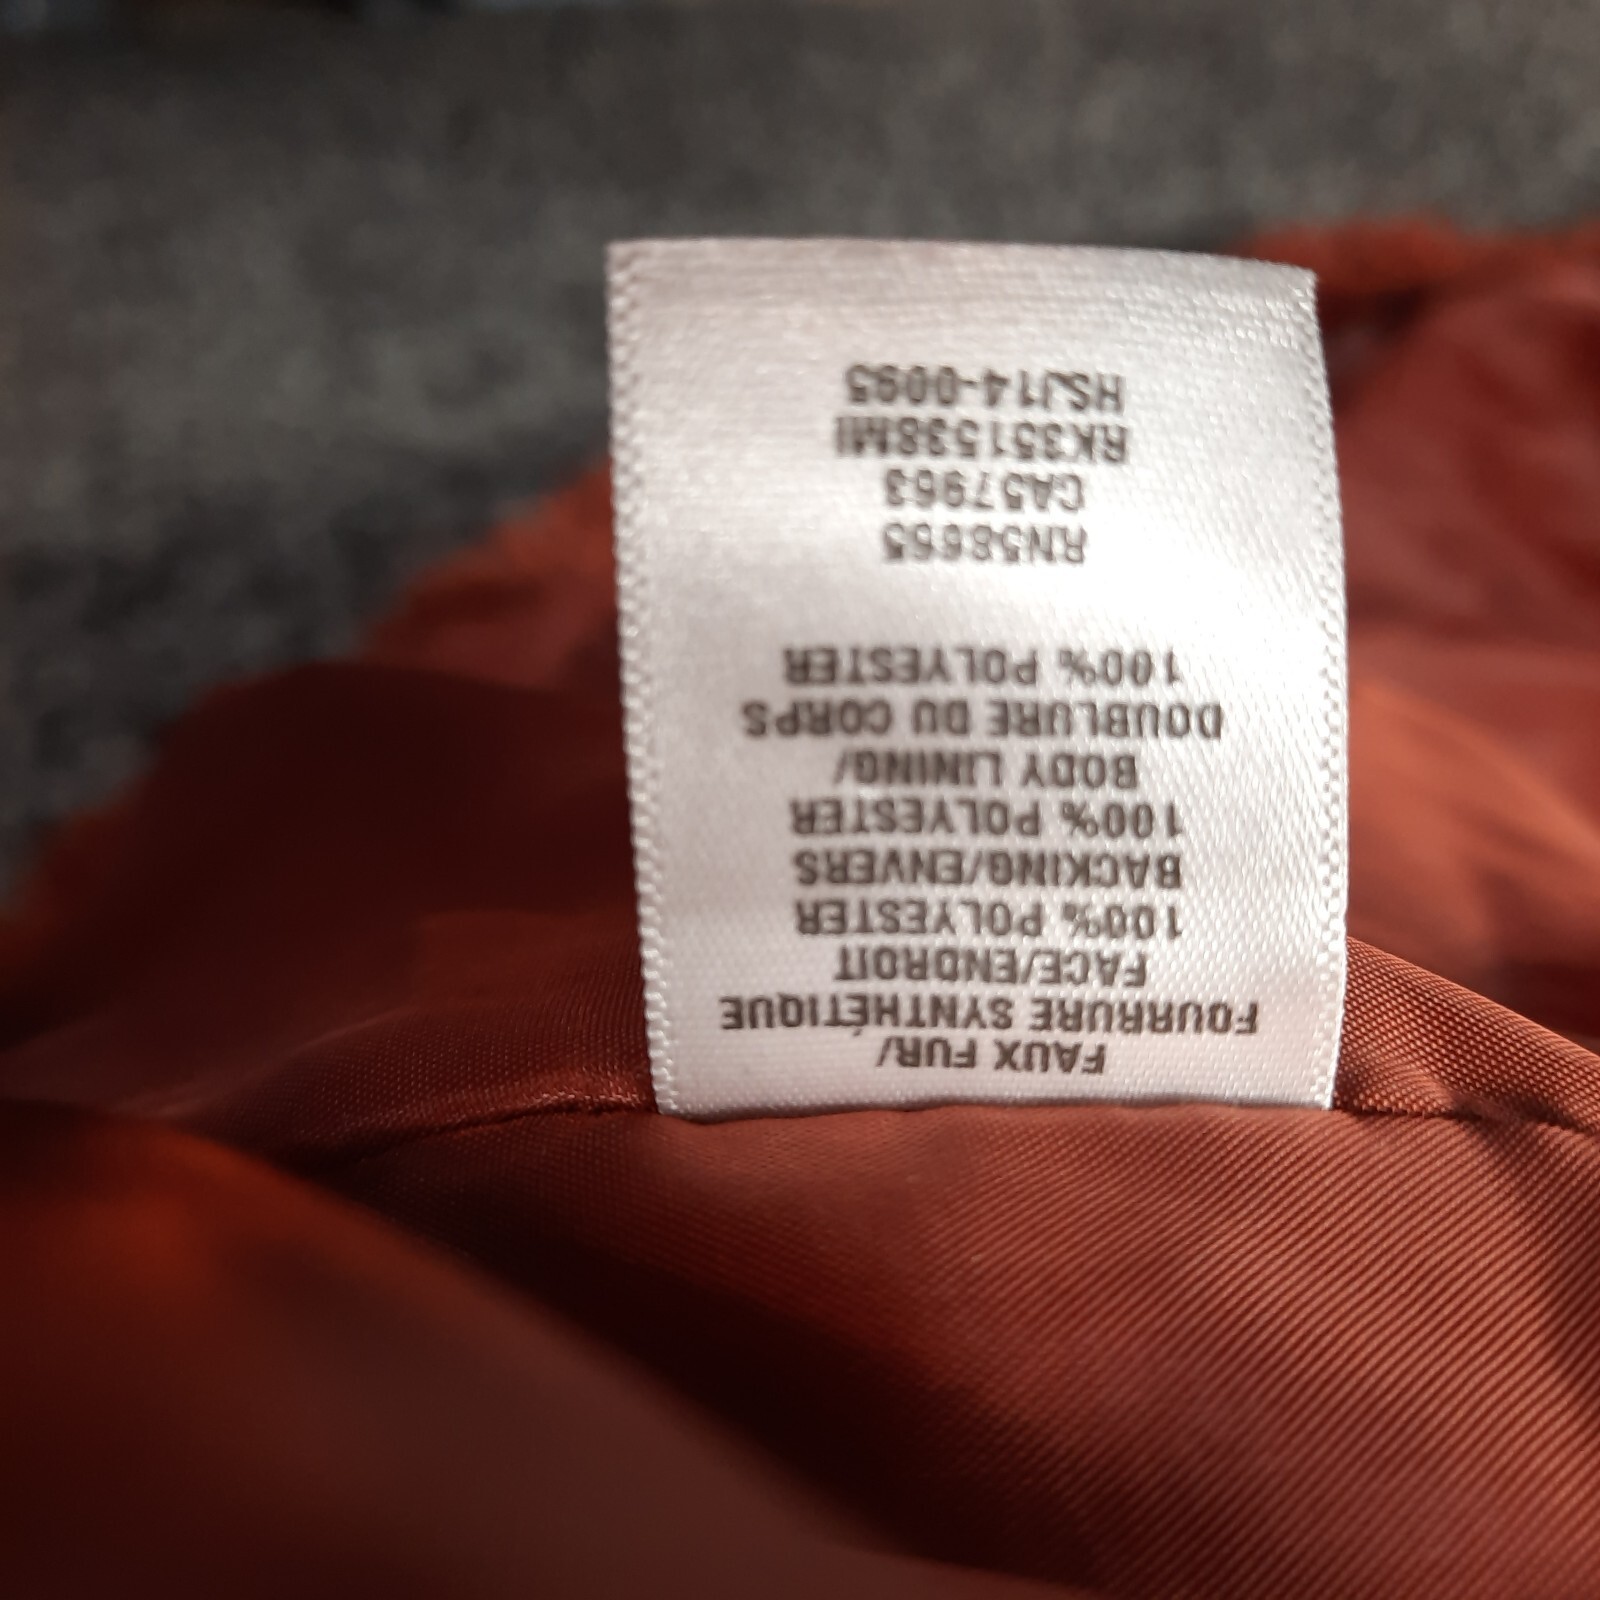 FAUX FUR/
FOURRURE SYNTHÉTIQUE
FACE/ENDROIT
100% POLYESTER
BACKING/ENVERS
100% POLYESTER
BODY LINING/
DOUBLURE DU CORPS
100% POLYESTER
RN58665
CA57963
RK351538MI
HSJ14-0095